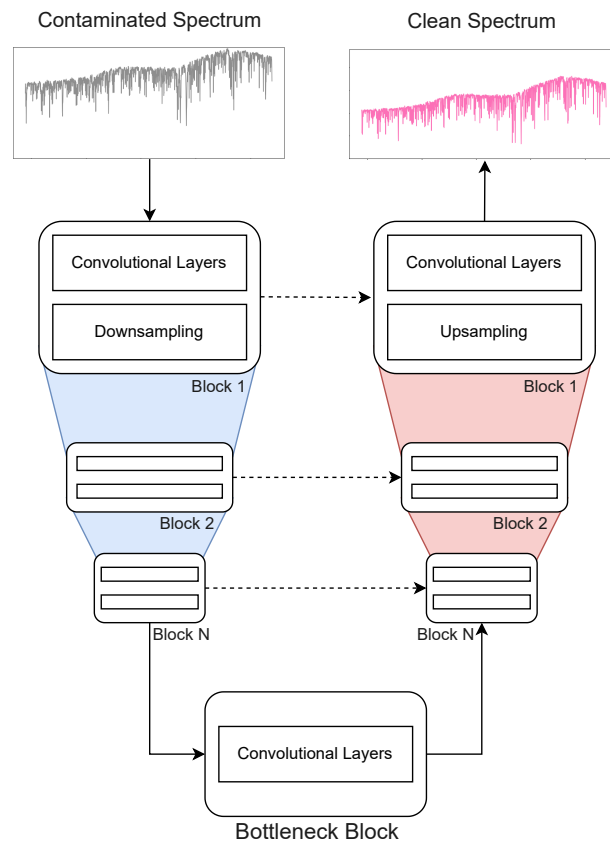 Contaminated Spectrum
Clean Spectrum
Convolutional Layers
Downsampling
Block 1
Convolutional Layers
Upsampling
Block 1
Block 2
Block 2
Block N
Block N
Convolutional Layers
Bottleneck Block